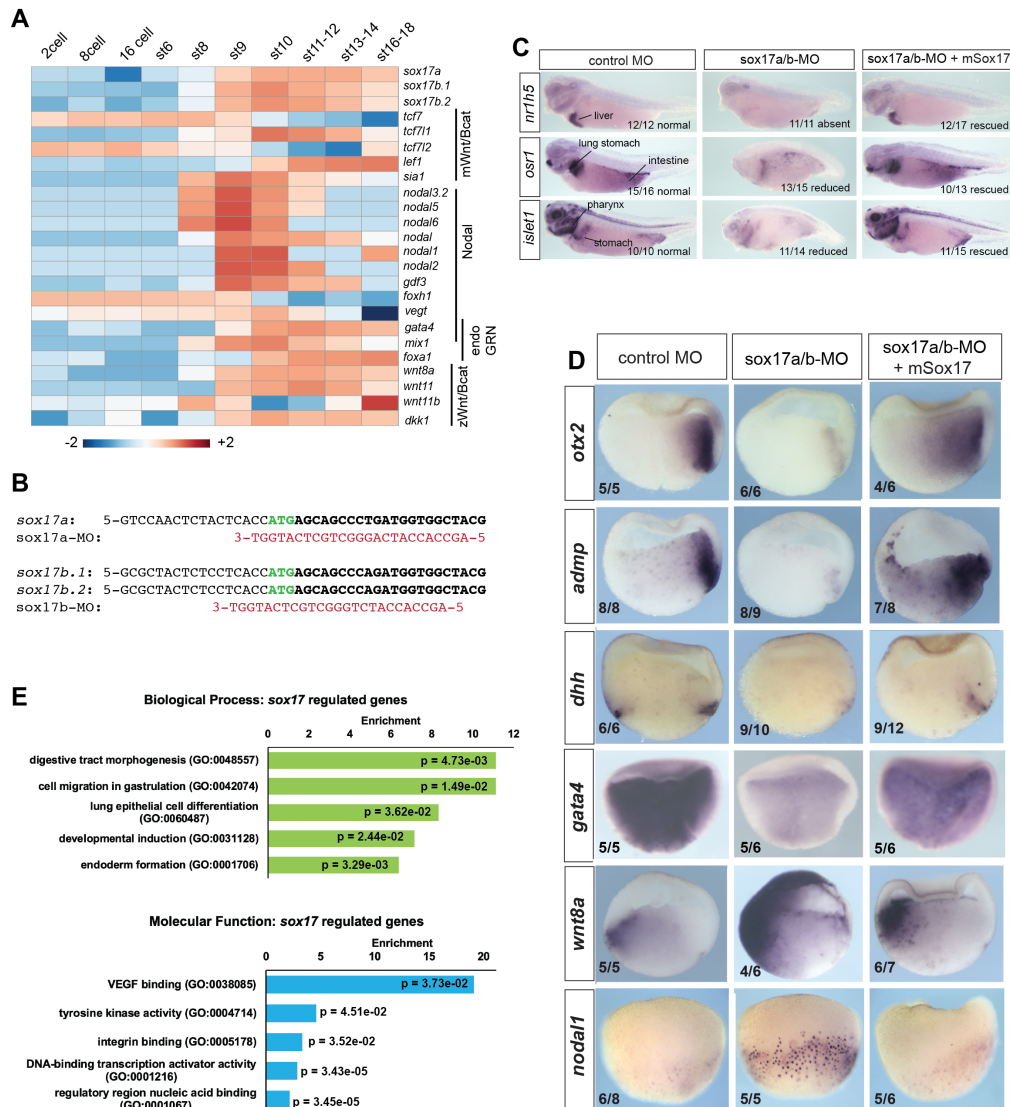 A
2cell 8cell 16 cell st6 st8 st9 st10 st11-12 st13-14 st16-18
sox17a
sox17b.1
sox17b.2
tcf7
tcf7l1
tcf7l2
lef1
sia1
nodal3.2
nodal5
nodal6
nodal
nodal1
nodal2
gdf3
foxh1
vegt
gata4
mix1
foxa1
wnt8a
wnt11
wnt11b
dkk1
mWnt/Bcat
Nodal
endo
GRN
zWnt/Bcat
-2 +2
B
sox17a: 5-GTCCAACTCTACTCACCATGAGCAGCCCTGATGGTGGCTACG
sox17a-MO: 3-TGGTACTCGTCGGGACTACCACCGA-5
sox17b.1: 5-GCGCTACTCTCCTCACCATGAGCAGCCCAGATGGTGGCTACG
sox17b.2: 5-GCGCTACTCTCCTCACCATGAGCAGCCCAGATGGTGGCTACG
sox17b-MO: 3-TGGTACTCGTCGGGTCTACCACCGA-5
C
control MO sox17a/b-MO sox17a/b-MO + mSox17
nr1h5
liver
12/12 normal 11/11 absent 12/17 rescued
osr1
lung stomach
intestine
15/16 normal 13/15 reduced 10/13 rescued
islet1
pharynx
stomach
10/10 normal 11/14 reduced 11/15 rescued
D
control MO sox17a/b-MO sox17a/b-MO
+ mSox17
otx2
5/5 6/6 4/6
admp
8/8 8/9 7/8
dhh
6/6 9/10 9/12
gata4
5/5 5/6 5/6
wnt8a
5/5 4/6 6/7
nodal1
6/8 5/5 5/6
E
Biological Process: sox17 regulated genes
Enrichment
0 2 4 6 8 10 12
digestive tract morphogenesis (GO:0048557) p = 4.73e-03
cell migration in gastrulation (GO:0042074) p = 1.49e-02
lung epithelial cell differentiation
(GO:0060487) p = 3.62e-02
developmental induction (GO:0031128) p = 2.44e-02
endoderm formation (GO:0001706) p = 3.29e-03
Molecular Function: sox17 regulated genes
Enrichment
0 5 10 15 20
VEGF binding (GO:0038085) p = 3.73e-02
tyrosine kinase activity (GO:0004714) p = 4.51e-02
integrin binding (GO:0005178) p = 3.52e-02
DNA-binding transcription activator activity
(GO:0001216) p = 3.43e-05
regulatory region nucleic acid binding
(GO:0001067) p = 3.45e-05